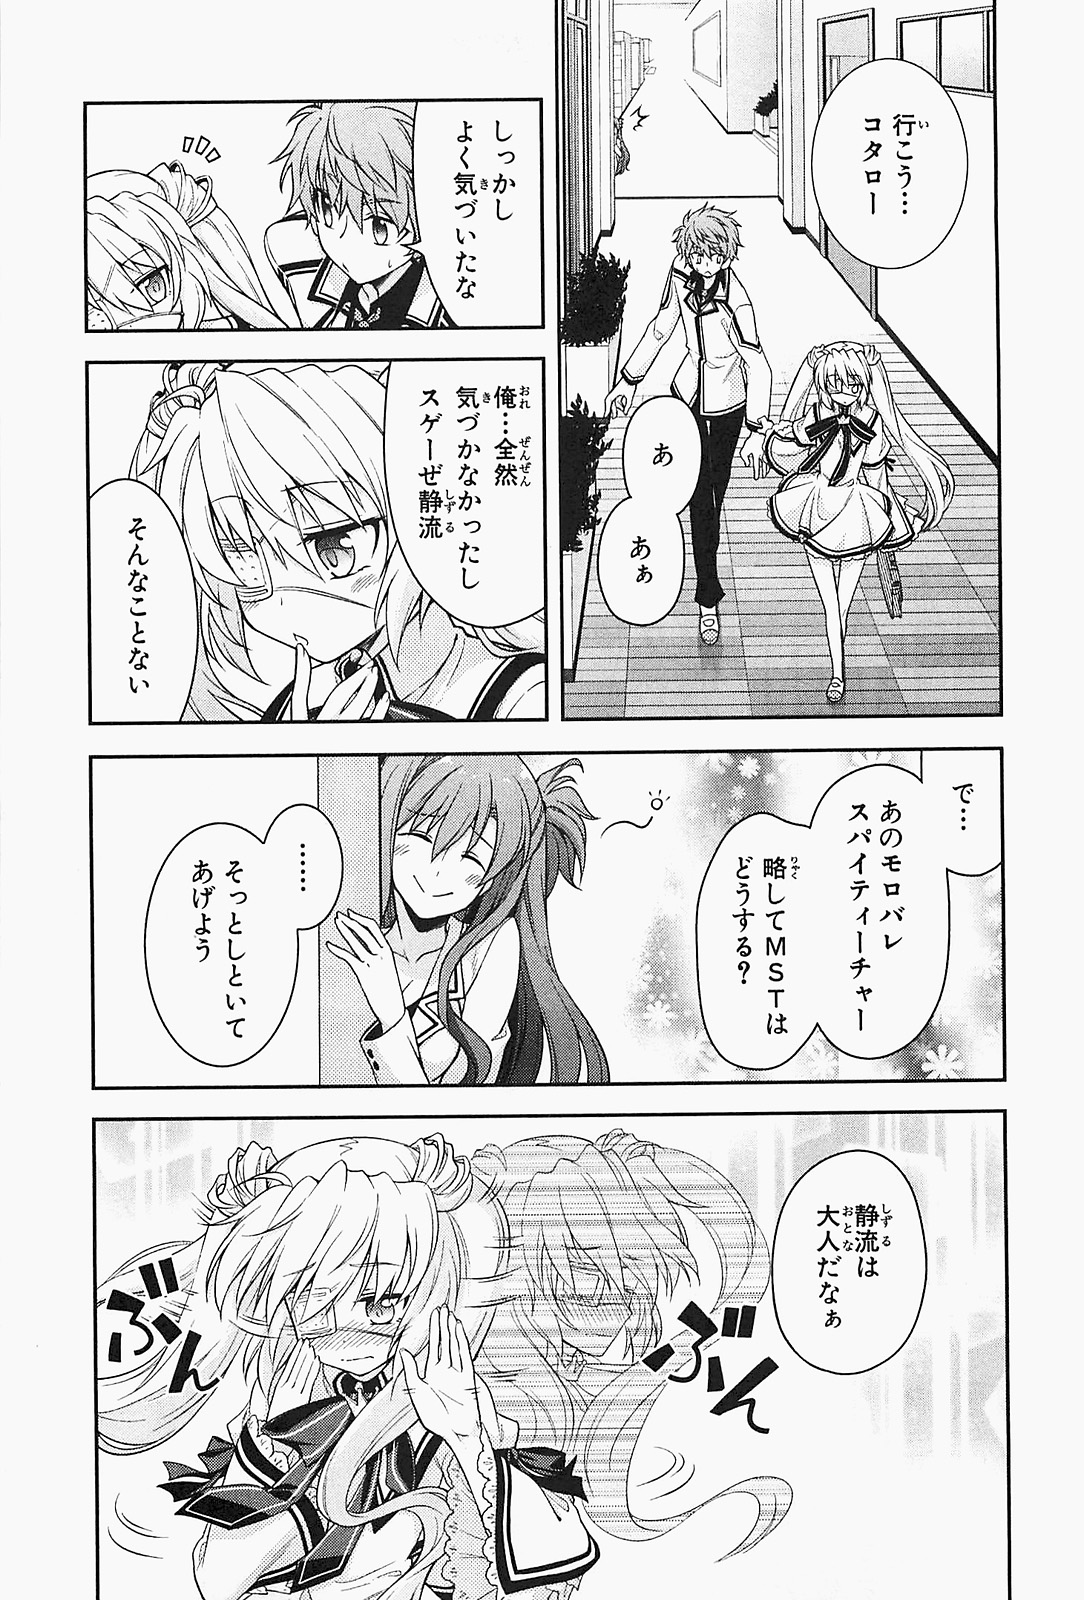 行こう…
コタロー
あ
あぁ
しっかし
よく気づいたな
俺…全然
気づかなかったし
スゲーぜ静流
そんなことない
で…
あのモロバレ
スパイティーチャー
略してMSTは
どうする？
……
そっとしといて
あげよう
静流は
大人だなぁ
ぶん
ぶん